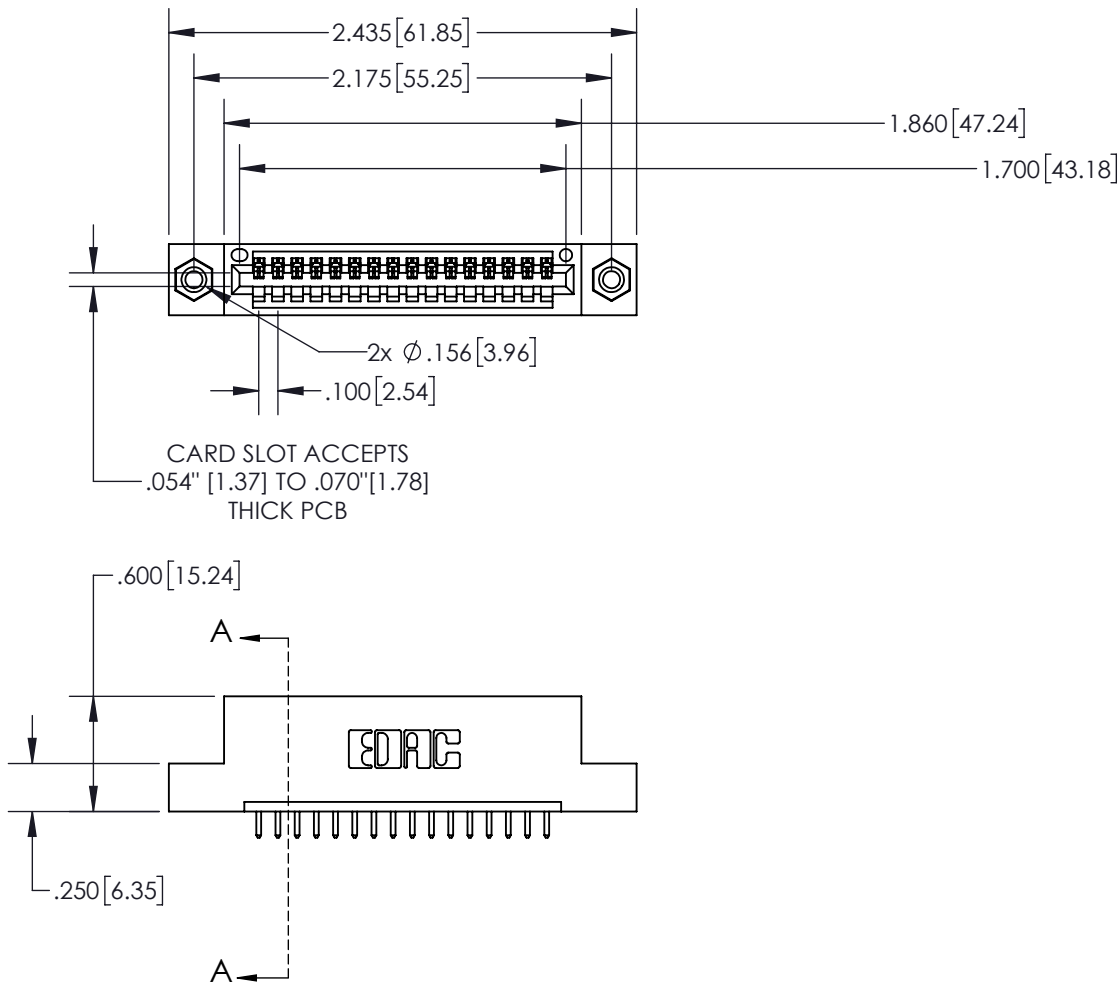 2.435[61.85]
2.175[55.25]
1.860[47.24]
1.700[43.18]
2x Ø.156[3.96]
.100[2.54]
CARD SLOT ACCEPTS
.054" [1.37] TO .070"[1.78]
THICK PCB
.600[15.24]
A
EDAC
.250[6.35]
A